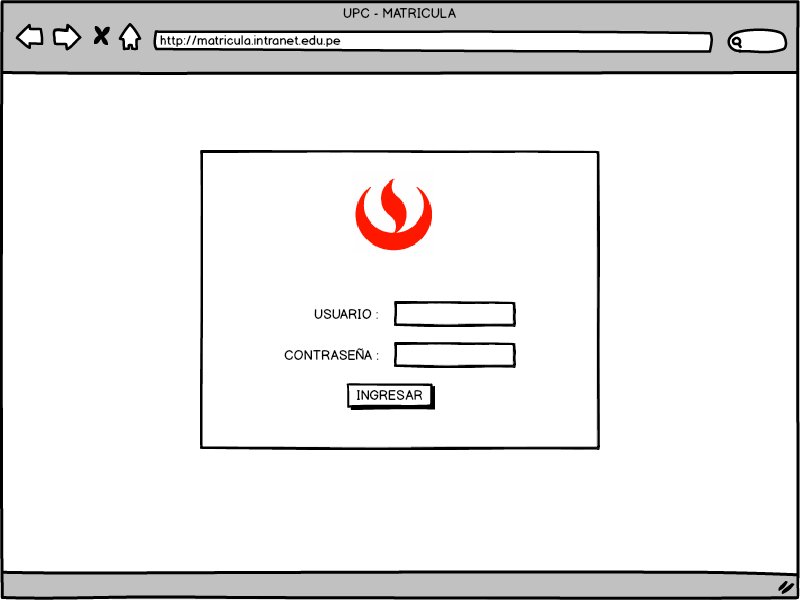 UPC - MATRICULA
http://matricula.intranet.edu.pe
USUARIO :
CONTRASEÑA :
INGRESAR